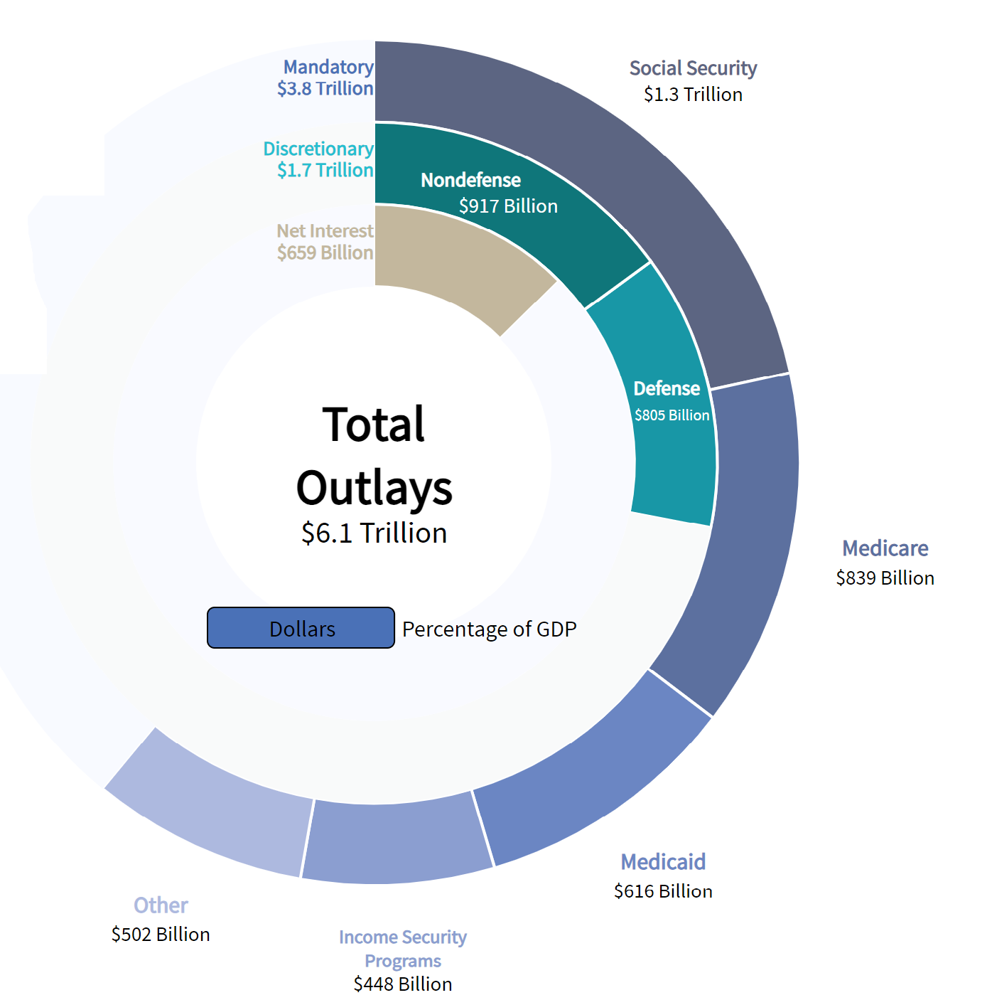 Mandatory
$3.8 Trillion
Social Security
$1.3 Trillion
Discretionary
$1.7 Trillion
Nondefense
$917 Billion
Net Interest
$659 Billion
Defense
$805 Billion
Total
Outlays
$6.1 Trillion
Medicare
$839 Billion
Dollars
Percentage of GDP
Medicaid
$616 Billion
Other
$502 Billion
Income Security
Programs
$448 Billion